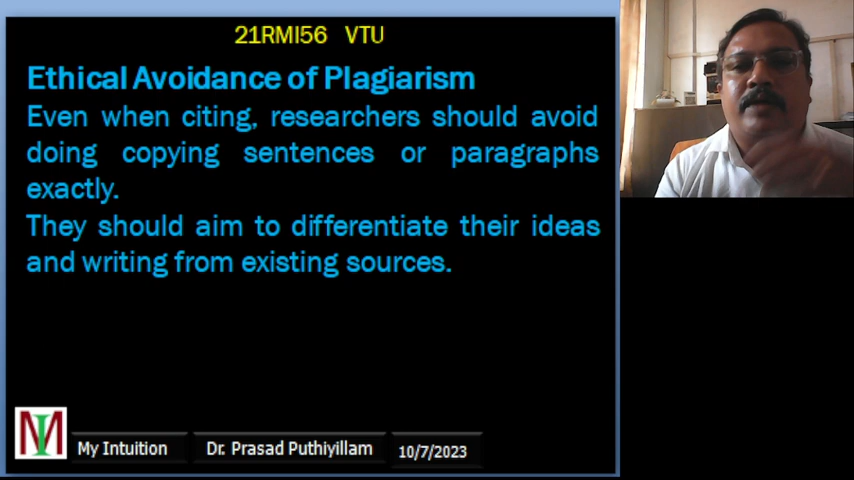 21RMI56 VTU
Ethical Avoidance of Plagiarism
Even when citing, researchers should avoid
doing copying sentences or paragraphs
exactly.
They should aim to differentiate their ideas
and writing from existing sources.
MI
My Intuition
Dr. Prasad Puthiyillam
10/7/2023